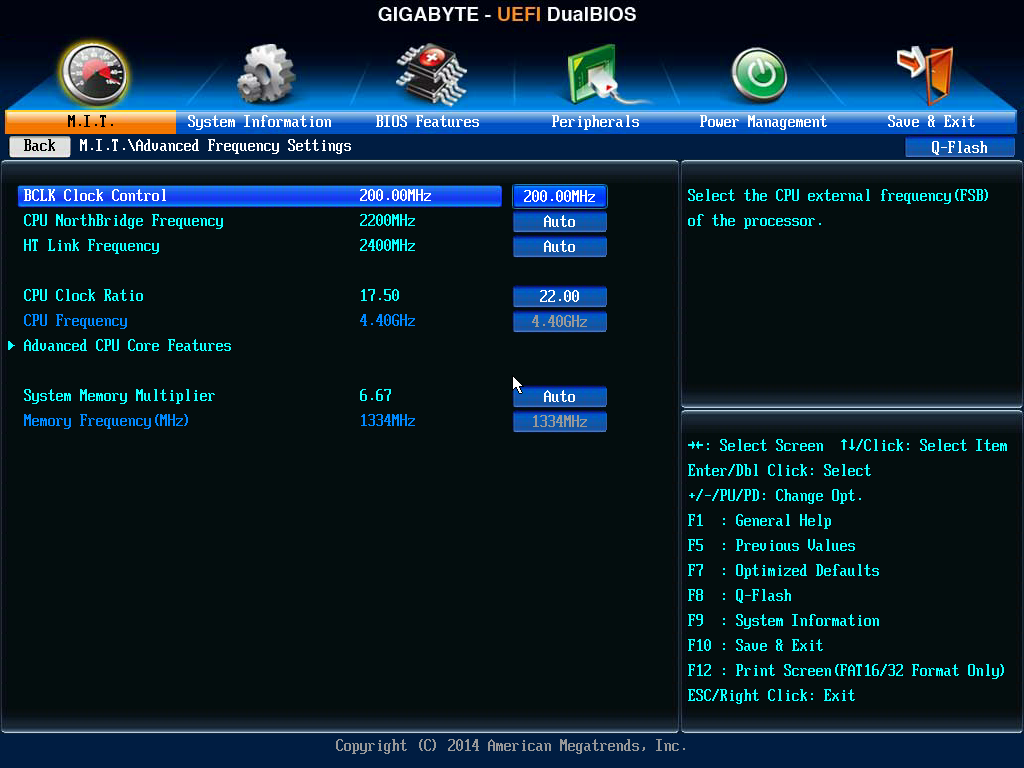 GIGABYTE - UEFI DualBIOS
M.I.T. System Information BIOS Features Peripherals Power Management Save & Exit
Back M.I.T.\Advanced Frequency Settings Q-Flash
BCLK Clock Control 200.00MHz 200.00MHz
CPU NorthBridge Frequency 2200MHz Auto
HT Link Frequency 2400MHz Auto
CPU Clock Ratio 17.50 22.00
CPU Frequency 4.40GHz 4.40GHz
Advanced CPU Core Features
System Memory Multiplier 6.67 Auto
Memory Frequency(MHz) 1334MHz 1334MHz
Select the CPU external frequency(FSB)
of the processor.
→←: Select Screen ↑↓/Click: Select Item
Enter/Dbl Click: Select
+/-/PU/PD: Change Opt.
F1 : General Help
F5 : Previous Values
F7 : Optimized Defaults
F8 : Q-Flash
F9 : System Information
F10 : Save & Exit
F12 : Print Screen(FAT16/32 Format Only)
ESC/Right Click: Exit
Copyright (C) 2014 American Megatrends, Inc.